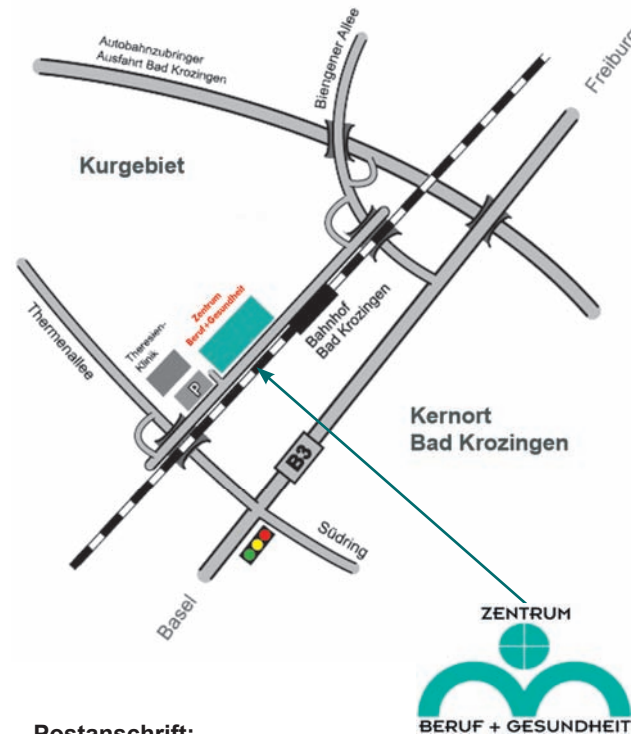 Autobahnzubringer
Ausfahrt Bad Krozingen
Biengener Allee
Freiburg
Kurgebiet
Thermenallee
Theresien-
Klinik
Zentrum
Beruf+Gesundheit
P
Bahnhof
Bad Krozingen
Kernort
Bad Krozingen
B3
Südring
Basel
ZENTRUM
BERUF + GESUNDHEIT
Postanschrift: